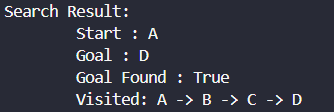 Search Result:
Start : A
Goal : D
Goal Found : True
Visited: A -> B -> C -> D